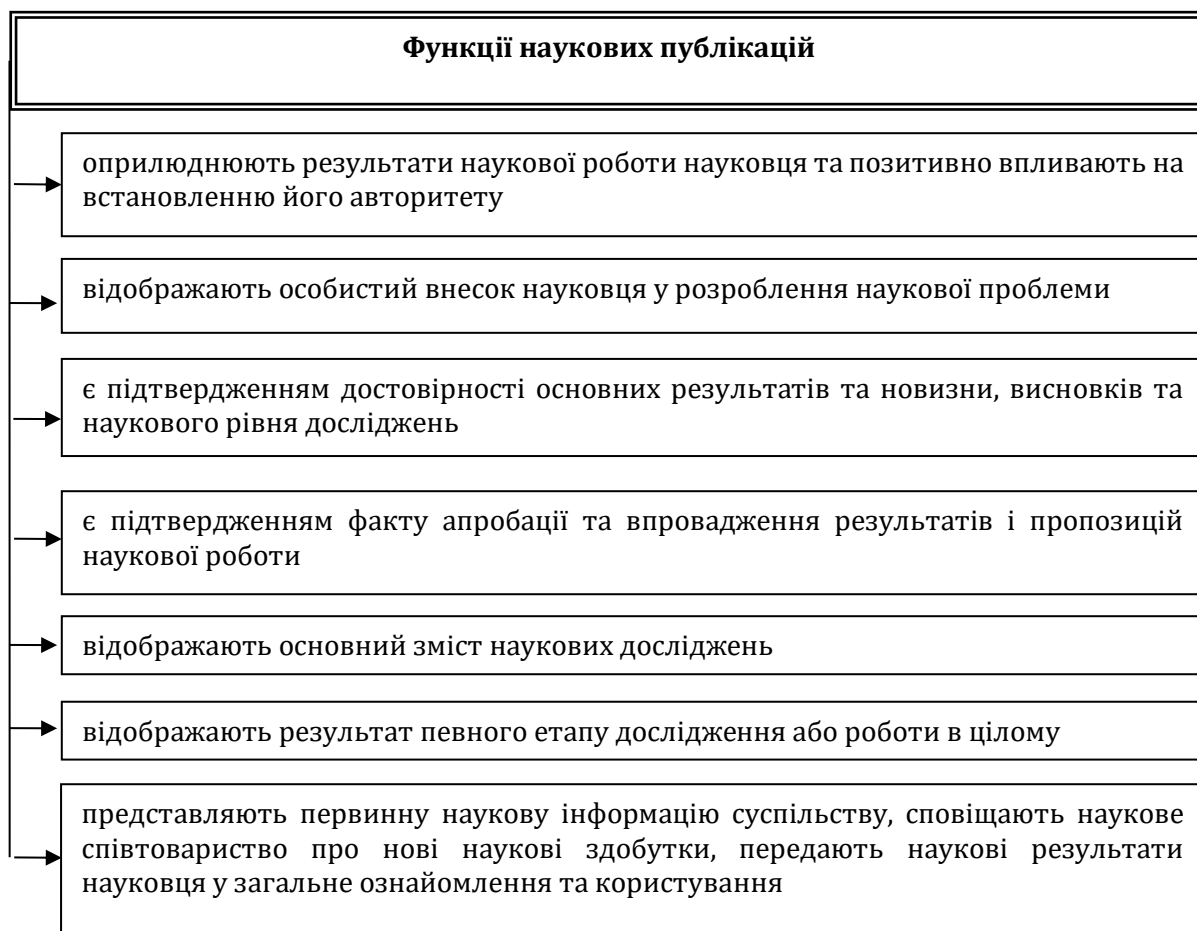 Функції наукових публікацій
оприлюднюють результати наукової роботи науковця та позитивно впливають на
встановленню його авторитету
відображають особистий внесок науковця у розроблення наукової проблеми
є підтвердженням достовірності основних результатів та новизни, висновків та
наукового рівня досліджень
є підтвердженням факту апробації та впровадження результатів і пропозицій
наукової роботи
відображають основний зміст наукових досліджень
відображають результат певного етапу дослідження або роботи в цілому
представляють первинну наукову інформацію суспільству, сповіщають наукове
співтовариство про нові наукові здобутки, передають наукові результати
науковця у загальне ознайомлення та користування